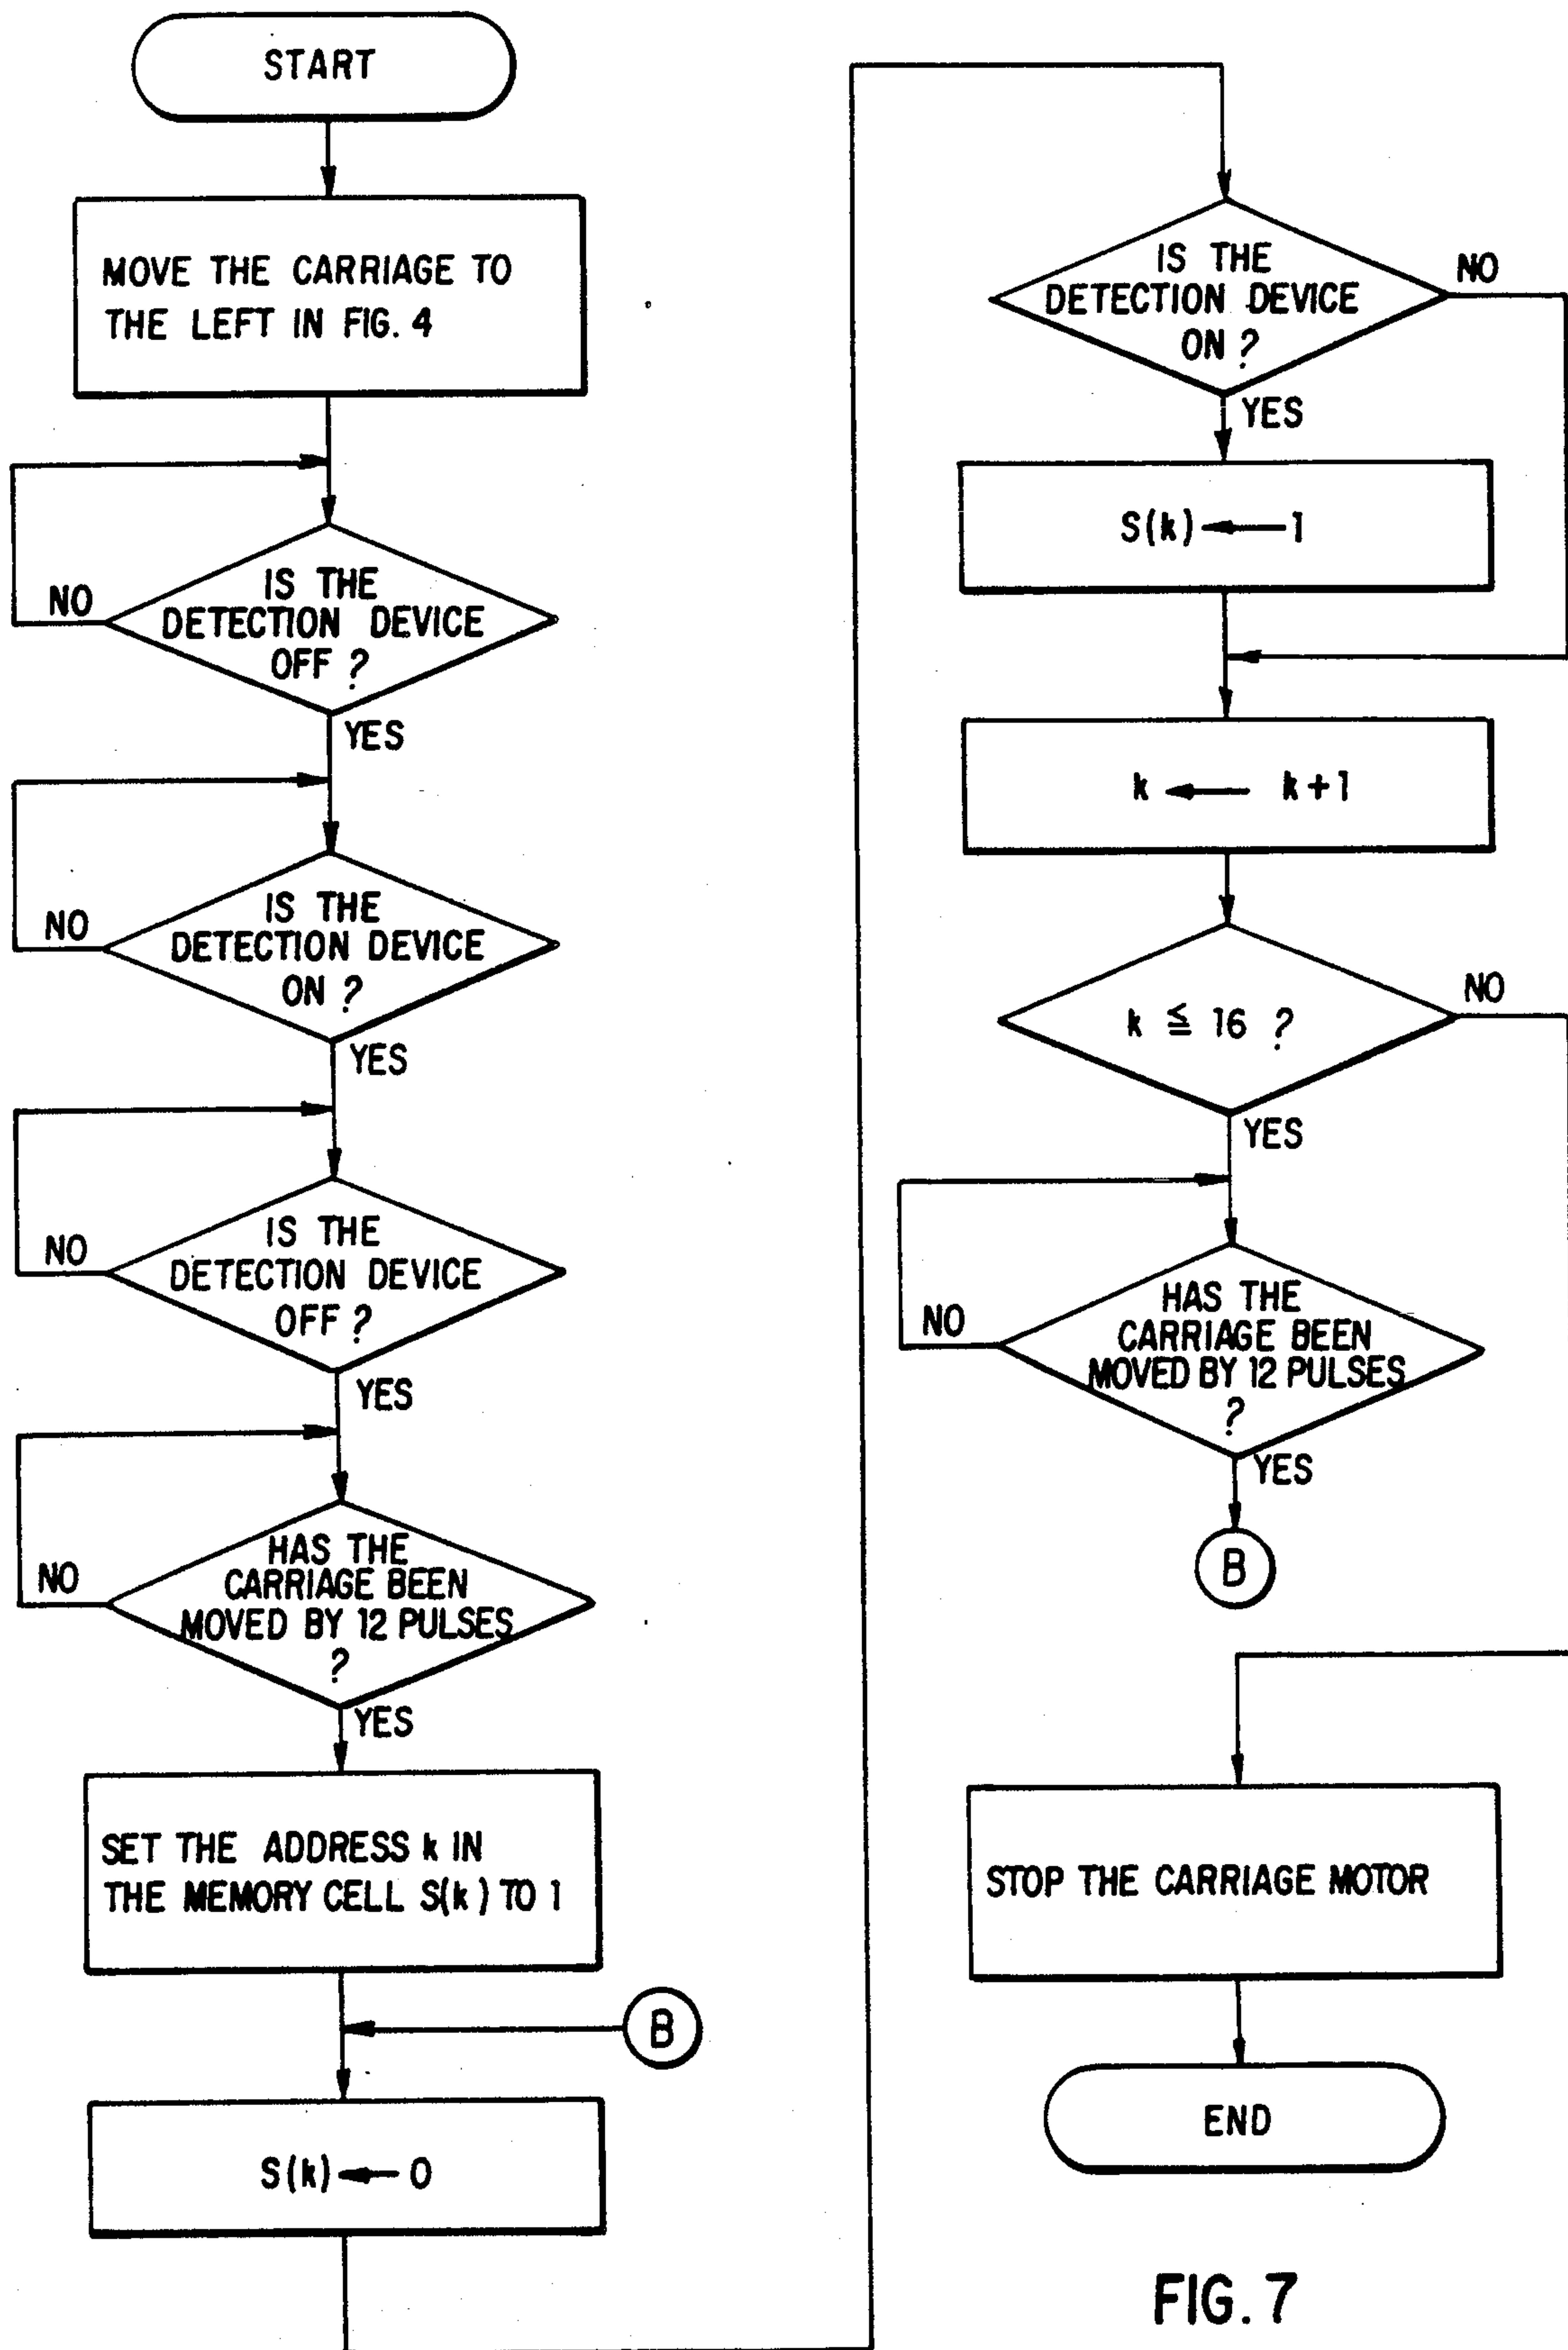 START
MOVE THE CARRIAGE TO
THE LEFT IN FIG. 4
IS THE
DETECTION DEVICE
OFF ?
NO
YES
IS THE
DETECTION DEVICE
ON ?
NO
YES
IS THE
DETECTION DEVICE
OFF ?
NO
YES
HAS THE
CARRIAGE BEEN
MOVED BY 12 PULSES
?
NO
YES
SET THE ADDRESS k IN
THE MEMORY CELL S(k) TO 1
B
S(k) ← 0
IS THE
DETECTION DEVICE
ON ?
NO
YES
S(k) ← 1
k ← k+1
k ≦ 16 ?
NO
YES
HAS THE
CARRIAGE BEEN
MOVED BY 12 PULSES
?
NO
YES
B
STOP THE CARRIAGE MOTOR
END
FIG. 7